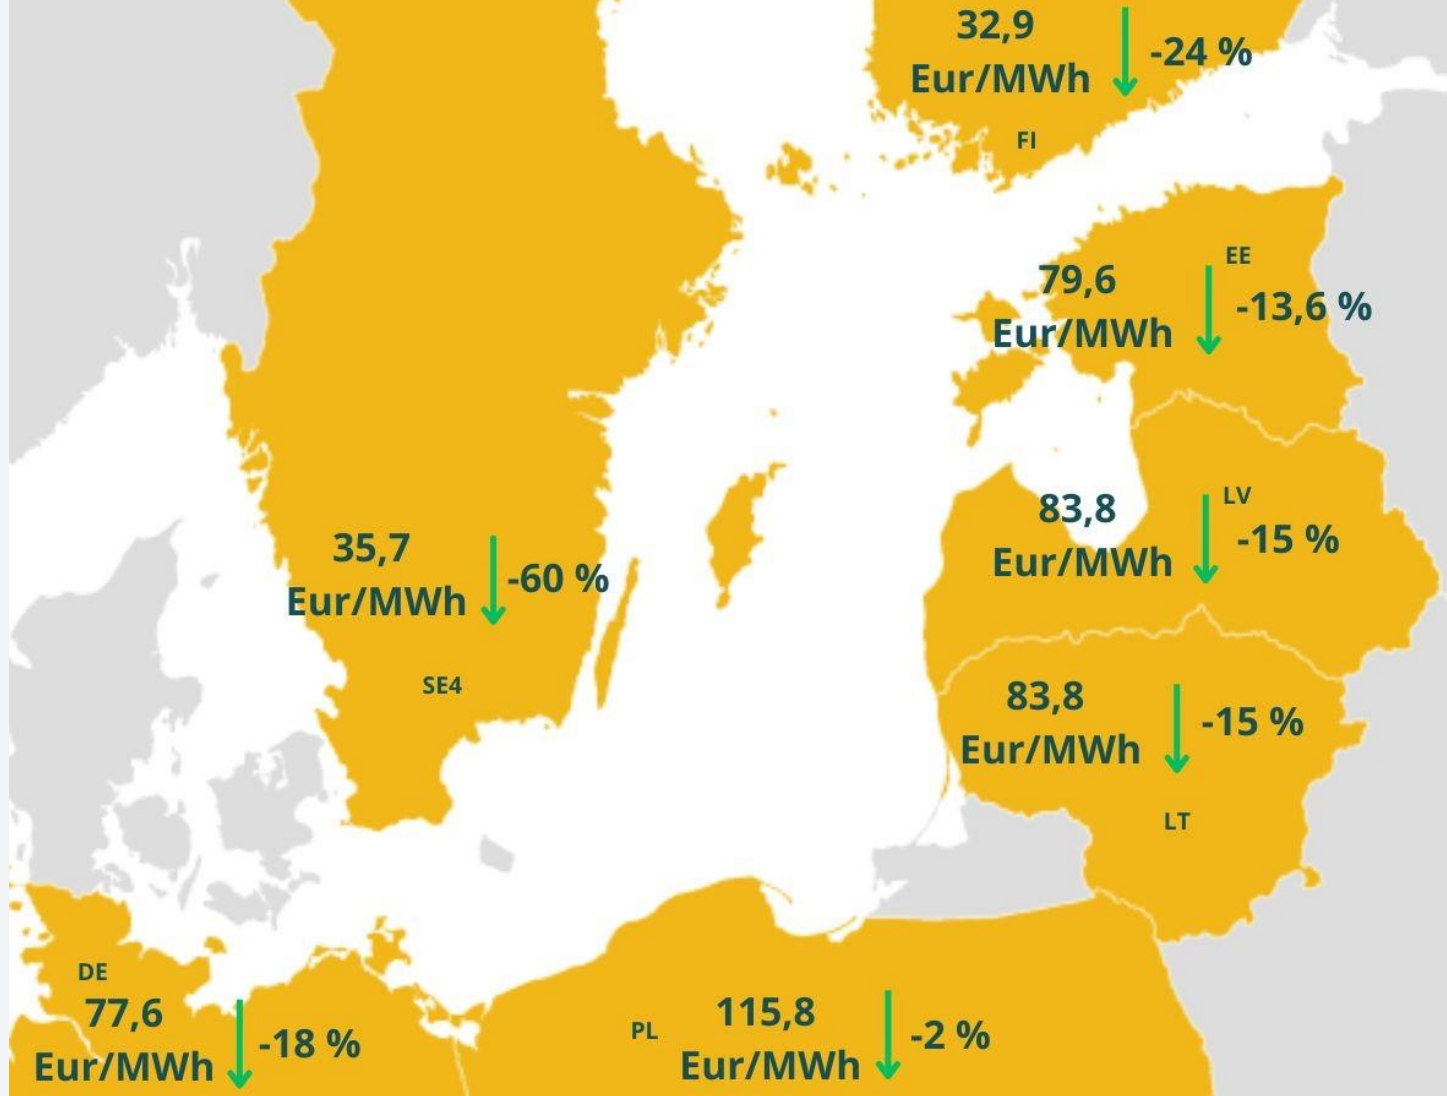 32,9
Eur/MWh
-24 %
FI
EE
79,6
Eur/MWh
-13,6 %
LV
83,8
Eur/MWh
-15 %
35,7
Eur/MWh
-60 %
SE4
83,8
Eur/MWh
-15 %
LT
DE
77,6
Eur/MWh
-18 %
PL
115,8
Eur/MWh
-2 %